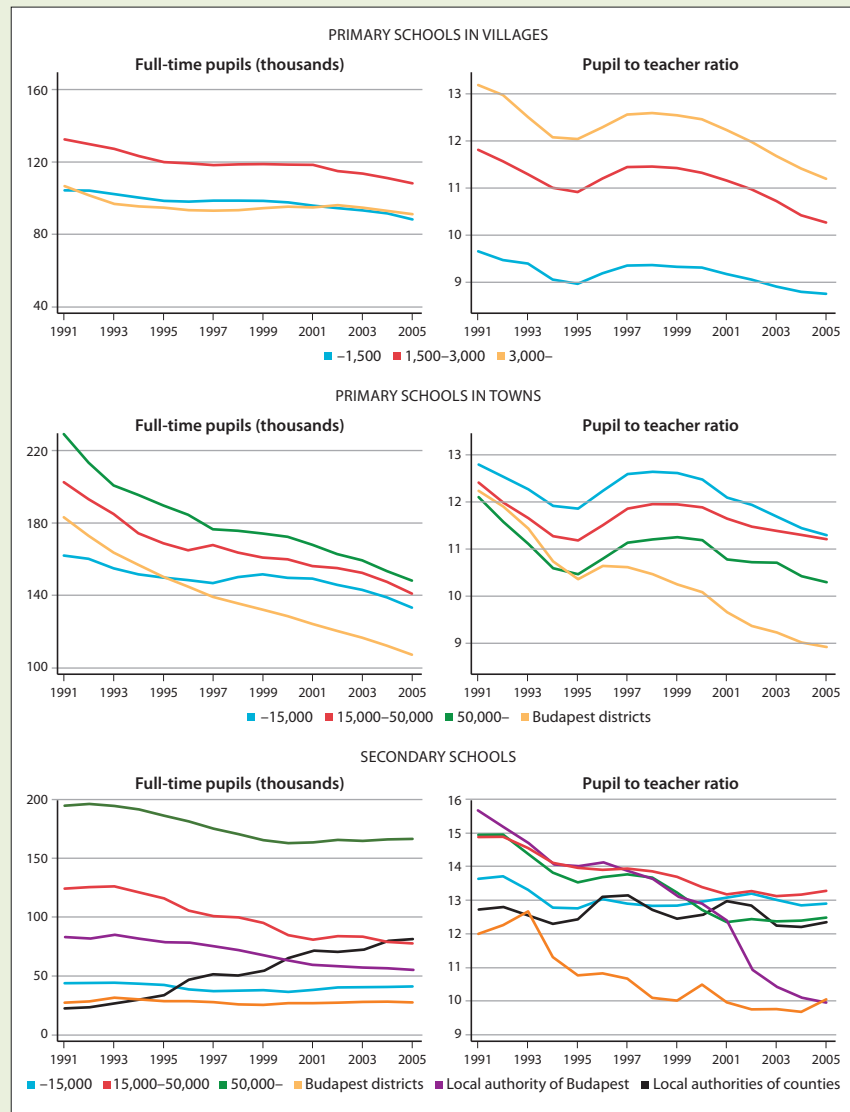 PRIMARY SCHOOLS IN VILLAGES
Full-time pupils (thousands)
160
120
80
40
1991 1993 1995 1997 1999 2001 2003 2005
Pupil to teacher ratio
13
12
11
10
9
1991 1993 1995 1997 1999 2001 2003 2005
–1,500 1,500–3,000 3,000–
PRIMARY SCHOOLS IN TOWNS
Full-time pupils (thousands)
220
180
140
100
1991 1993 1995 1997 1999 2001 2003 2005
Pupil to teacher ratio
13
12
11
10
9
1991 1993 1995 1997 1999 2001 2003 2005
–15,000 15,000–50,000 50,000– Budapest districts
SECONDARY SCHOOLS
Full-time pupils (thousands)
200
150
100
50
0
1991 1993 1995 1997 1999 2001 2003 2005
Pupil to teacher ratio
16
15
14
13
12
11
10
9
1991 1993 1995 1997 1999 2001 2003 2005
–15,000 15,000–50,000 50,000– Budapest districts Local authority of Budapest Local authorities of counties